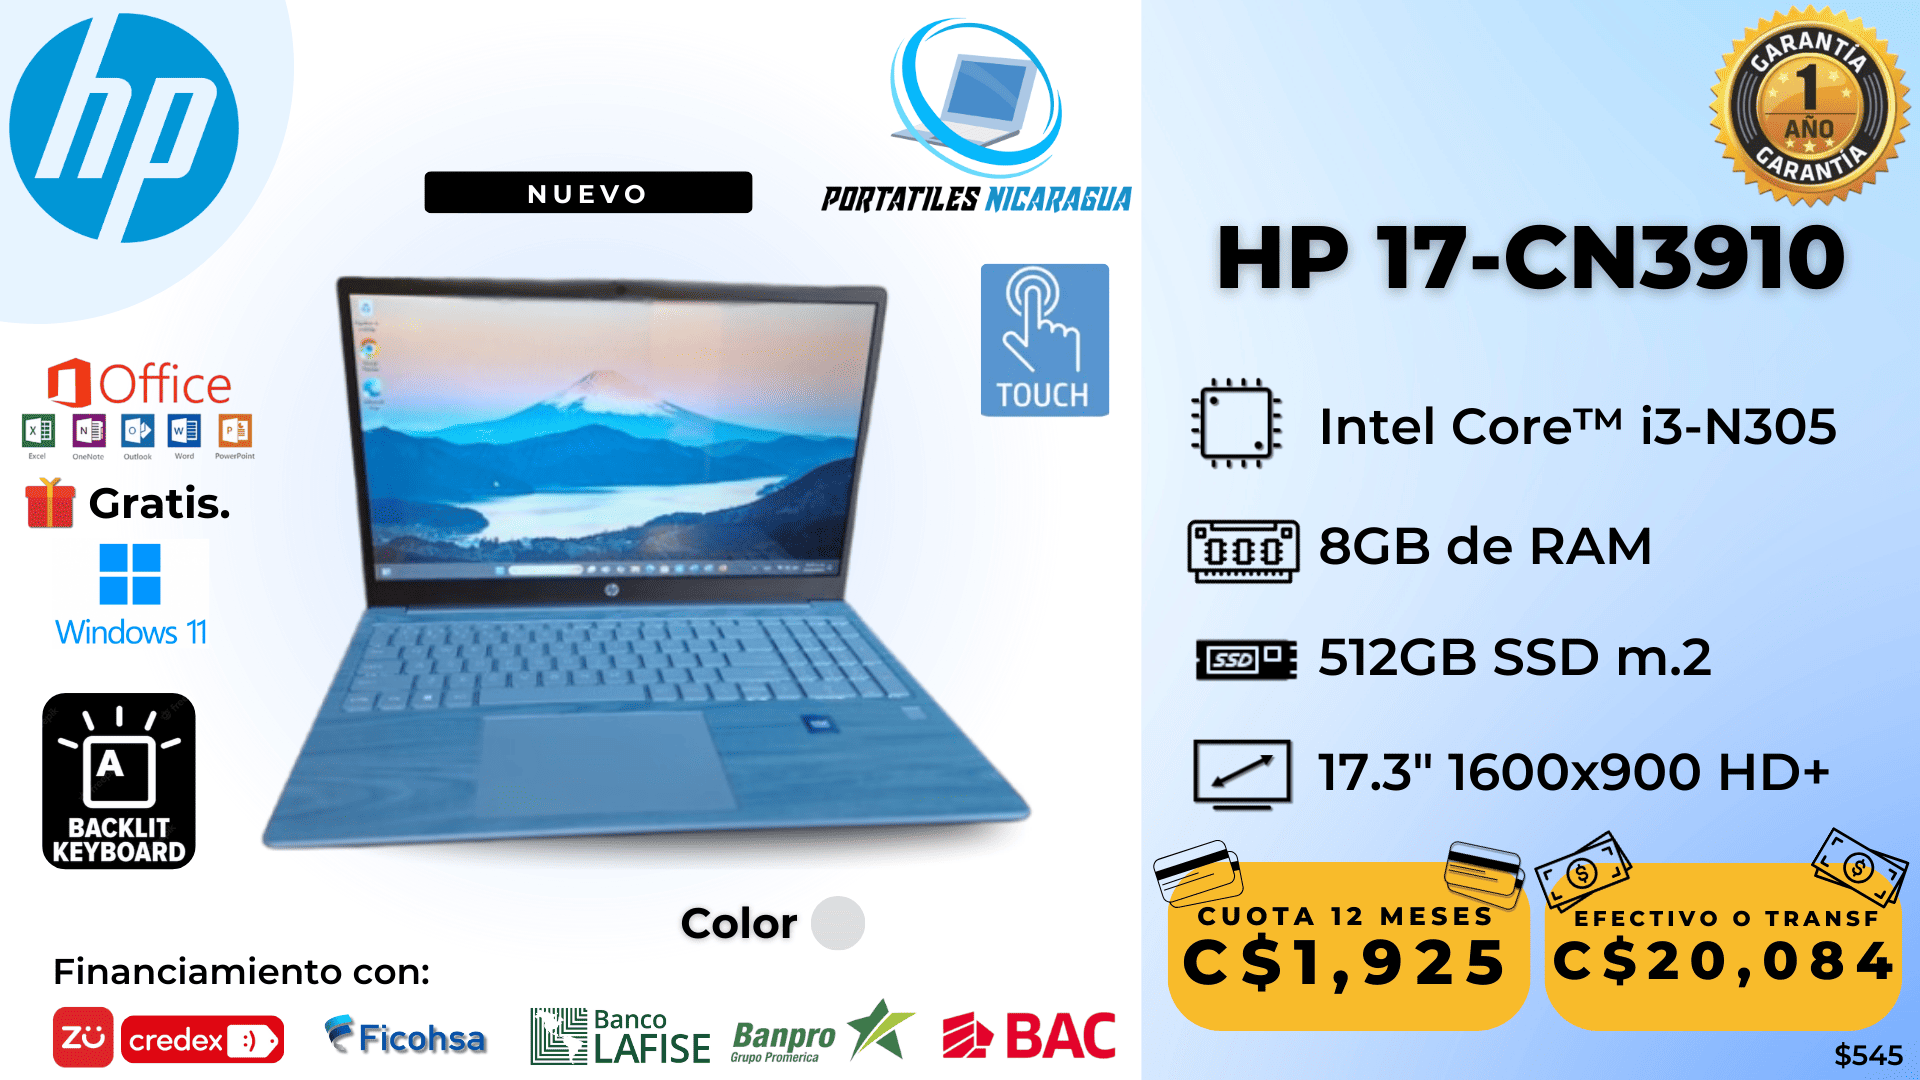 hp
NUEVO
PORTATILES NICARAGUA
GARANTÍA
1
AÑO
GARANTÍA
HP 17-CN3910
TOUCH
Office
Excel OneNote Outlook Word PowerPoint
Gratis.
Windows 11
A
BACKLIT
KEYBOARD
Intel Core™ i3-N305
8GB de RAM
SSD
512GB SSD m.2
17.3" 1600x900 HD+
Color
CUOTA 12 MESES
C$1,925
EFECTIVO O TRANSF
C$20,084
$545
Financiamiento con:
ZU
credex :)
Ficohsa
Banco
LAFISE
Banpro
Grupo Promerica
BAC